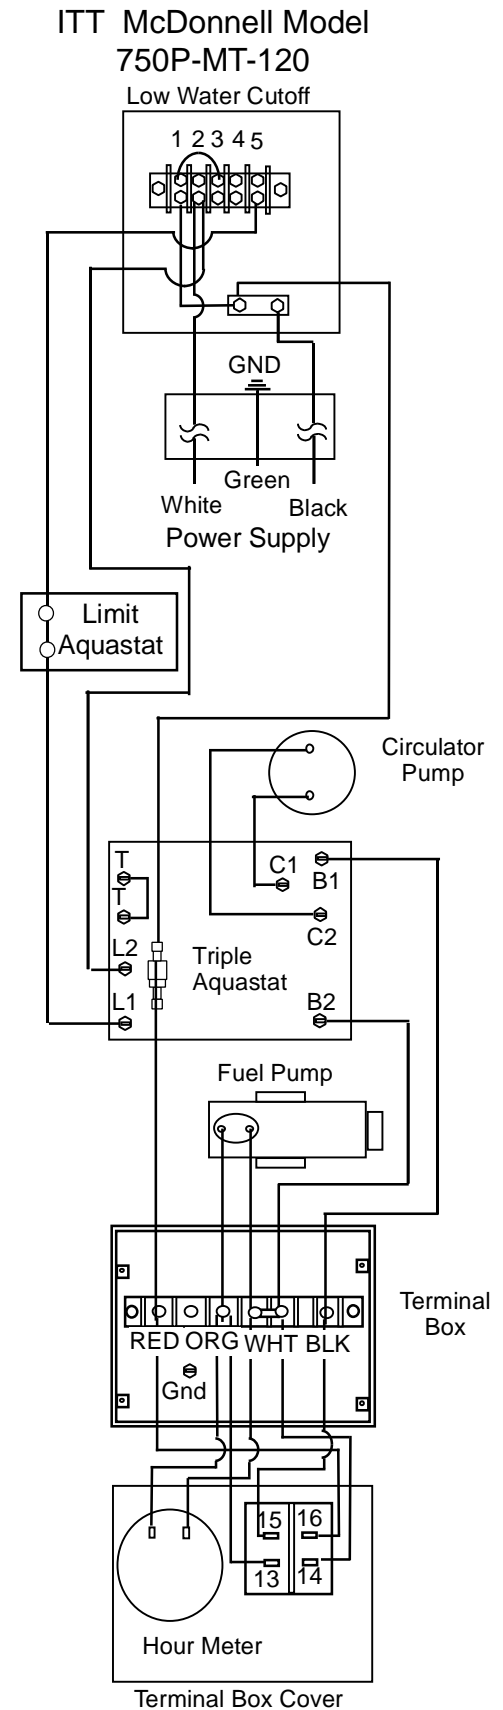 ITT McDonnell Model
750P-MT-120
Low Water Cutoff
1 2 3 4 5
GND
Green
White
Black
Power Supply
Limit
Aquastat
Circulator
Pump
T
C1
B1
T
C2
L2
Triple
Aquastat
L1
B2
Fuel Pump
Terminal
Box
RED ORG WHT BLK
Gnd
15 16
13 14
Hour Meter
Terminal Box Cover